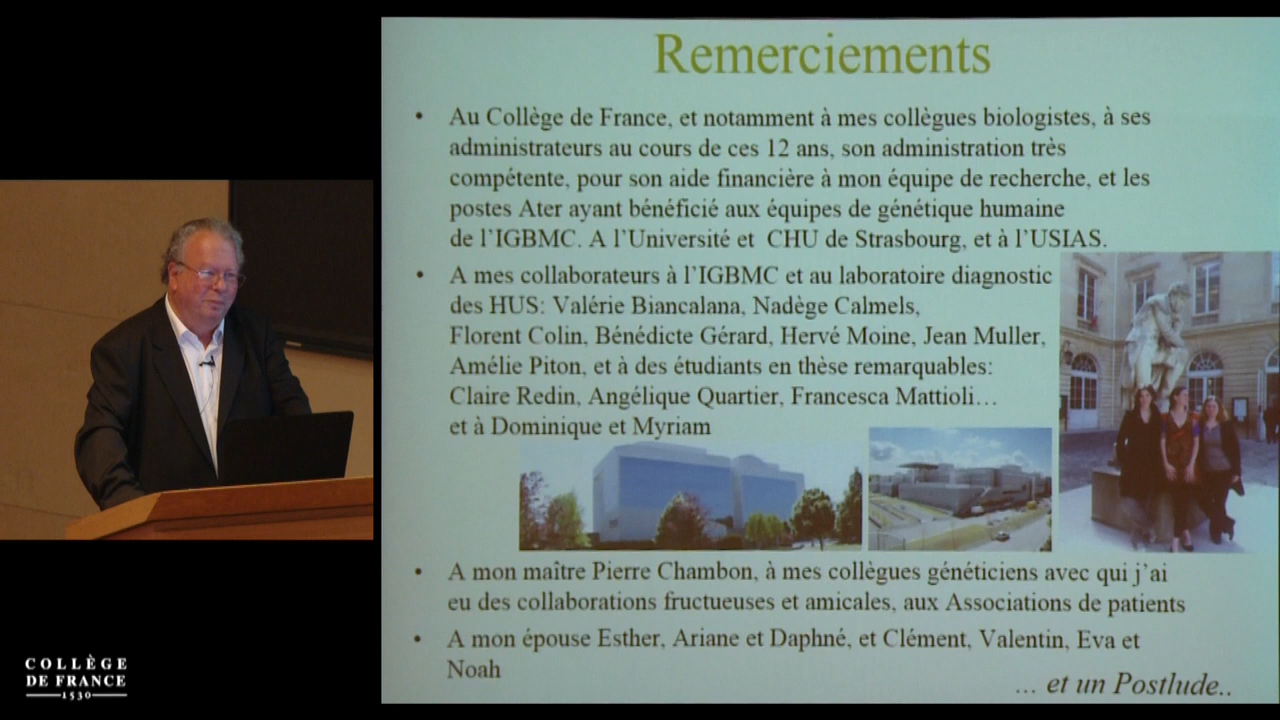 Remerciements
• Au Collège de France, et notamment à mes collègues biologistes, à ses
administrateurs au cours de ces 12 ans, son administration très
compétente, pour son aide financière à mon équipe de recherche, et les
postes Ater ayant bénéficié aux équipes de génétique humaine
de l'IGBMC. A l'Université et CHU de Strasbourg, et à l'USIAS.
• A mes collaborateurs à l'IGBMC et au laboratoire diagnostic
des HUS: Valérie Biancalana, Nadège Calmels,
Florent Colin, Bénédicte Gérard, Hervé Moine, Jean Muller,
Amélie Piton, et à des étudiants en thèse remarquables:
Claire Redin, Angélique Quartier, Francesca Mattioli…
et à Dominique et Myriam
• A mon maître Pierre Chambon, à mes collègues généticiens avec qui j'ai
eu des collaborations fructueuses et amicales, aux Associations de patients
• A mon épouse Esther, Ariane et Daphné, et Clément, Valentin, Eva et
Noah
... et un Postlude..
COLLÈGE
DE FRANCE
1530